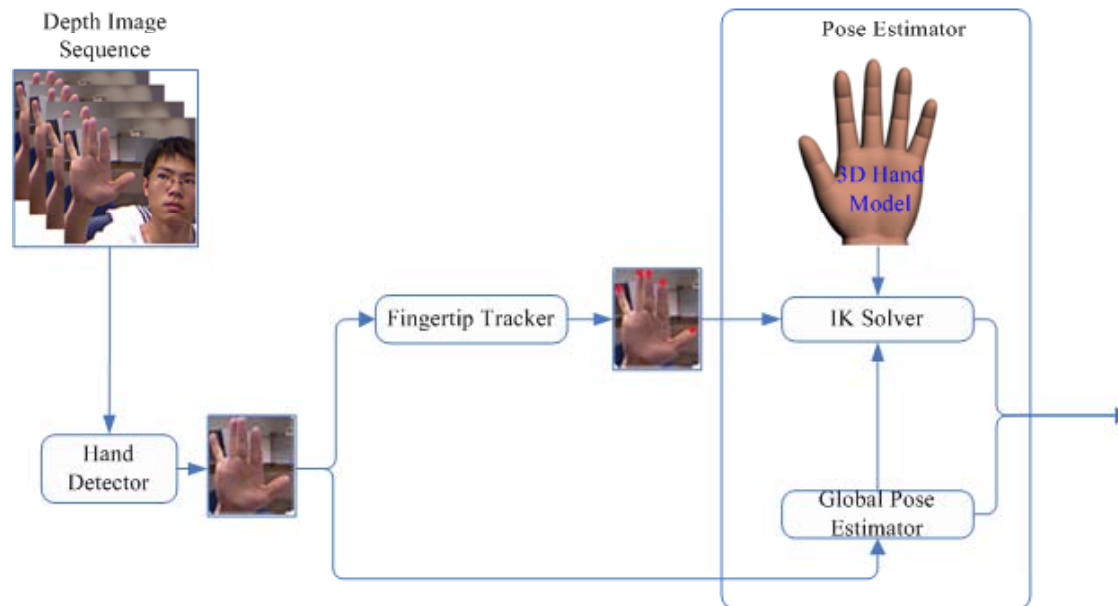 Depth Image
Sequence
Pose Estimator
3D Hand
Model
Fingertip Tracker
IK Solver
Hand
Detector
Global Pose
Estimator